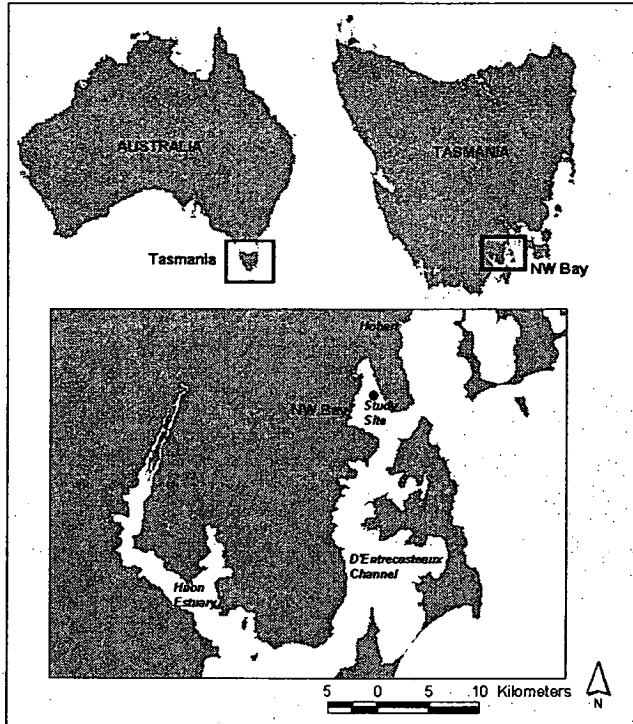 AUSTRALIA
TASMANIA
Tasmania
NW Bay
Hobart
NW Bay
Study
Site
D'Entrecasteaux
Channel
Huon
Estuary
5 0 5 10 Kilometers
N